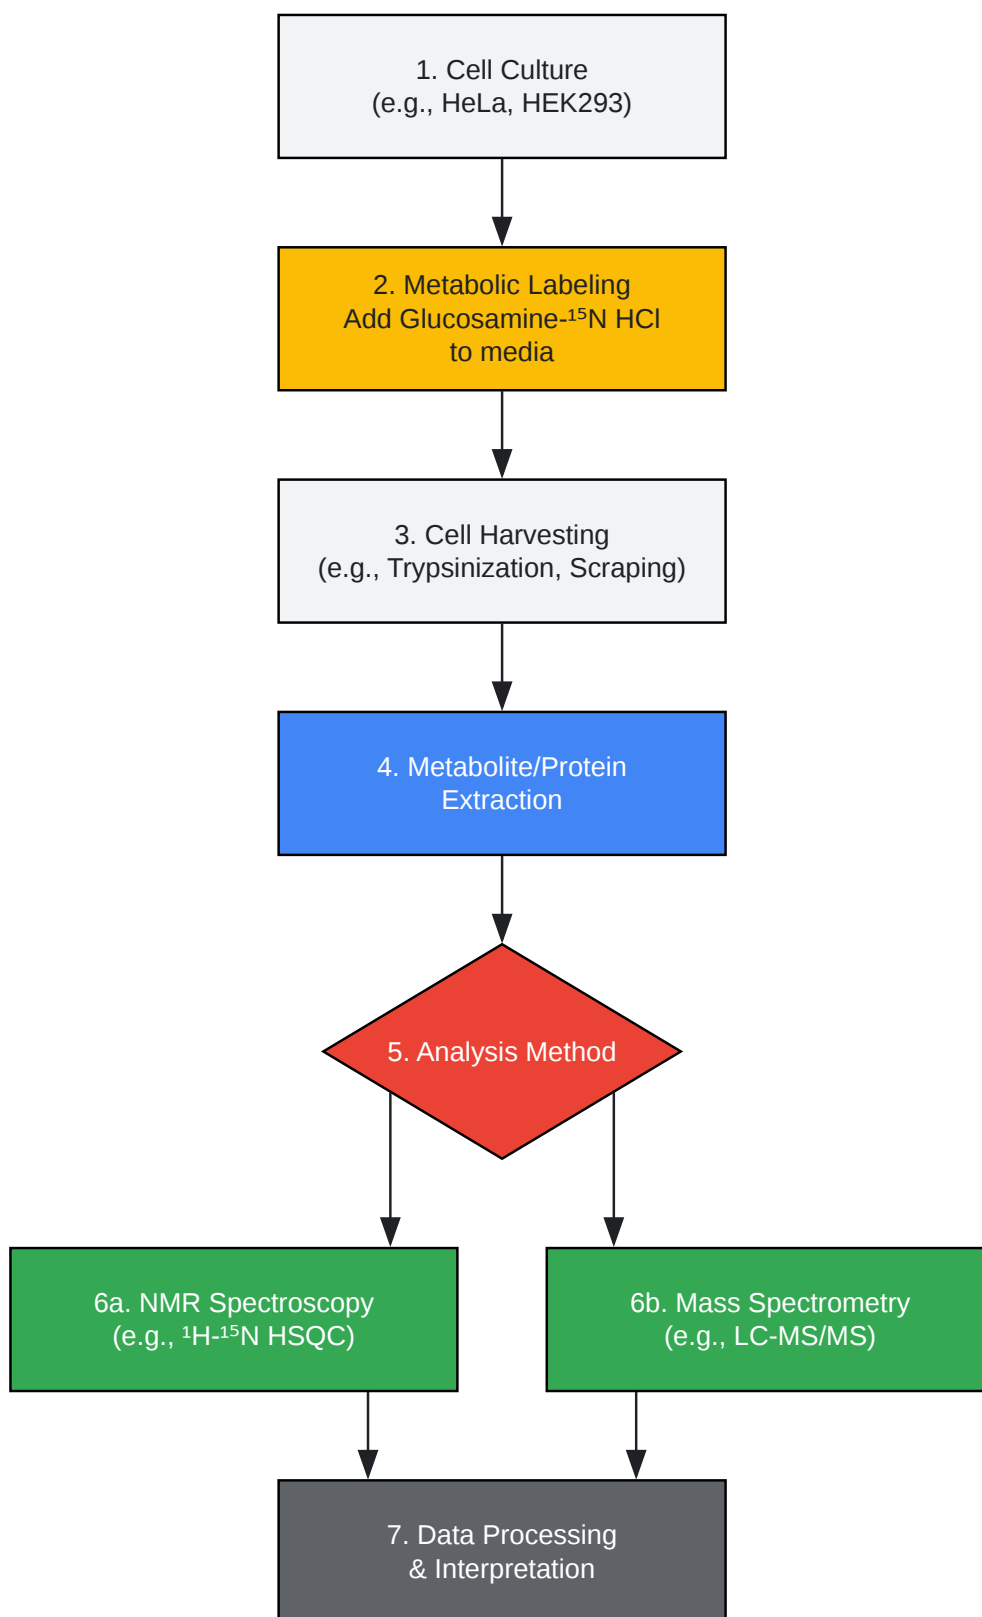 1. Cell Culture
(e.g., HeLa, HEK293)
2. Metabolic Labeling
Add Glucosamine-¹⁵N HCl
to media
3. Cell Harvesting
(e.g., Trypsinization, Scraping)
4. Metabolite/Protein
Extraction
5. Analysis Method
6a. NMR Spectroscopy
(e.g., ¹H-¹⁵N HSQC)
6b. Mass Spectrometry
(e.g., LC-MS/MS)
7. Data Processing
& Interpretation